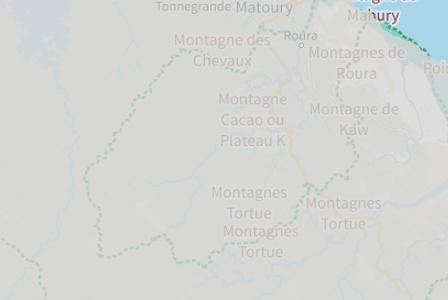 Tonnegrande
Matoury
Mahury
Roura
Montagne des
Chevaux
Montagnes de
Roura
Montagne
Cacao ou
Plateau K
Montagne de
Kaw
Montagnes
Tortue
Montagnes
Tortue
Montagnes
Tortue